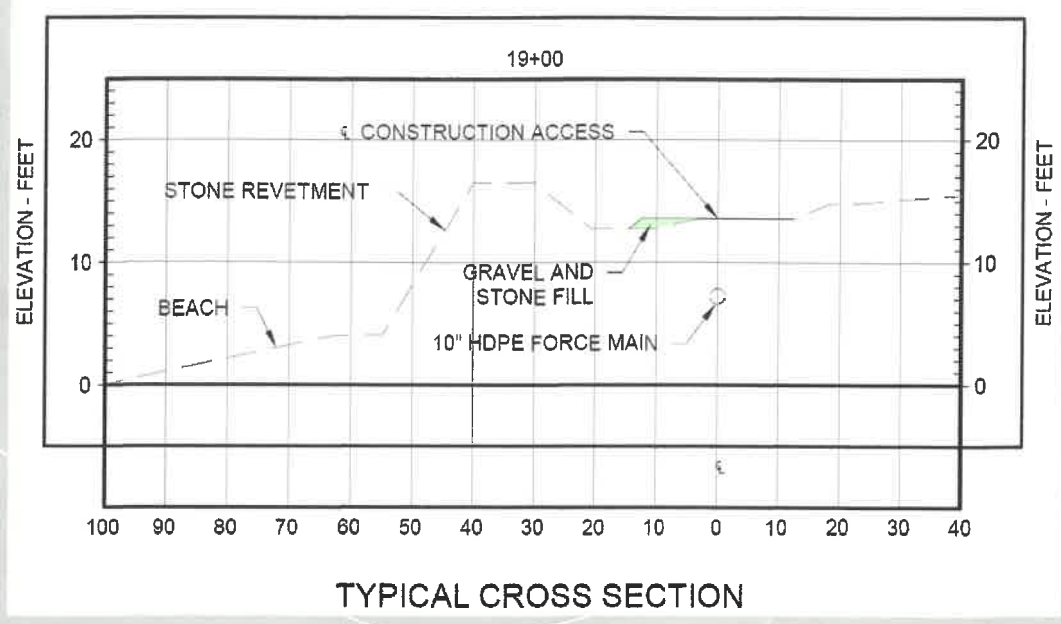 19+00
ELEVATION - FEET
20
10
0
℄ CONSTRUCTION ACCESS
STONE REVETMENT
GRAVEL AND
STONE FILL
BEACH
10" HDPE FORCE MAIN
20
10
0
ELEVATION - FEET
℄
100 90 80 70 60 50 40 30 20 10 0 10 20 30 40
TYPICAL CROSS SECTION